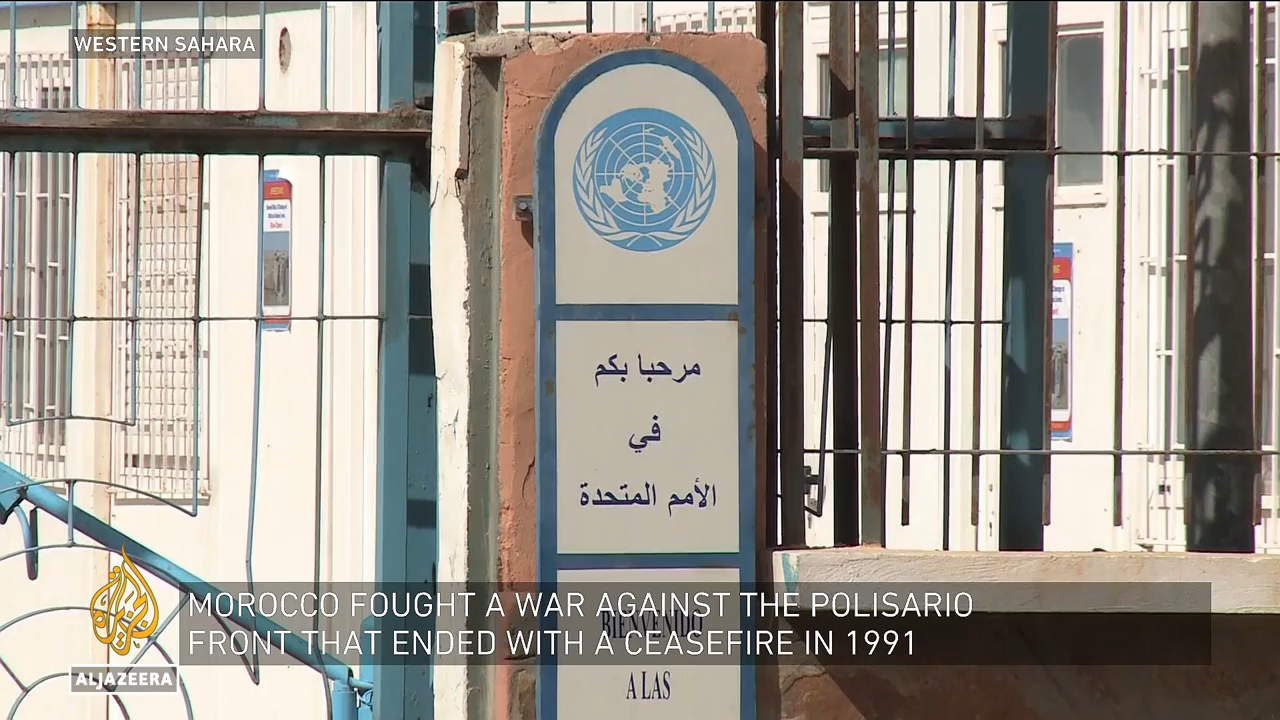 WESTERN SAHARA
مرحبا بكم
في
الأمم المتحدة
MOROCCO FOUGHT A WAR AGAINST THE POLISARIO
FRONT THAT ENDED WITH A CEASEFIRE IN 1991
BIENVENIDO
A LAS
ALJAZEERA